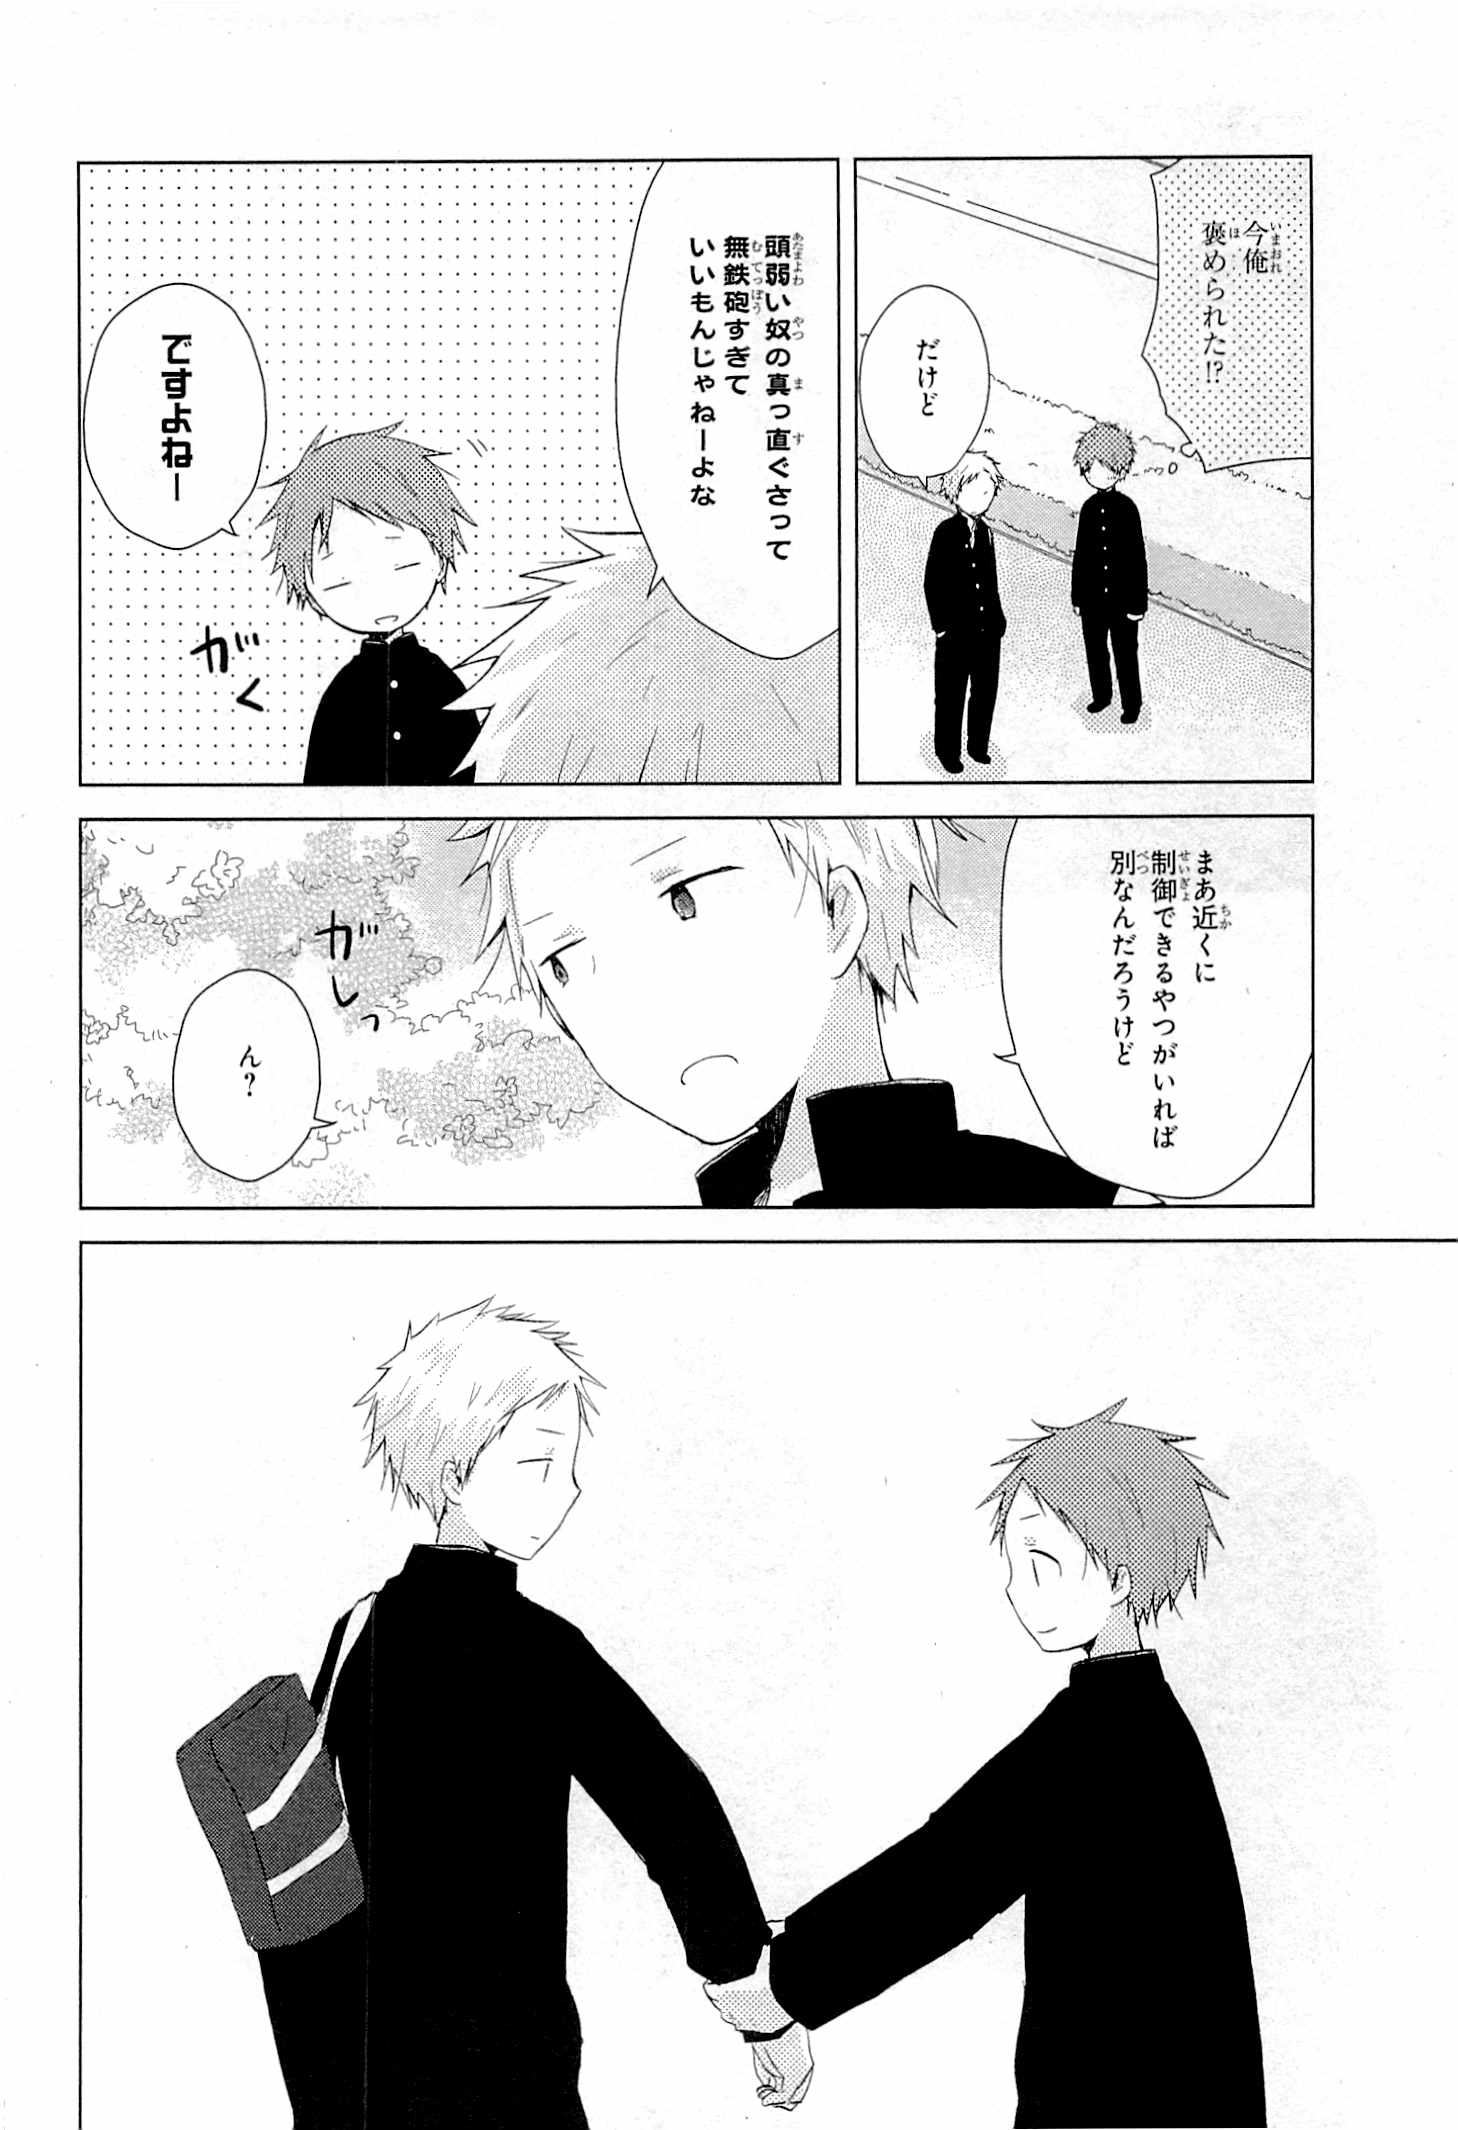 今俺
褒められた!?
だけど
頭弱い奴の真っ直ぐさって
無鉄砲すぎて
いいもんじゃねーよな
ですよねー
がく
まあ近くに
制御できるやつがいれば
別なんだろうけど
がしっ
ん?